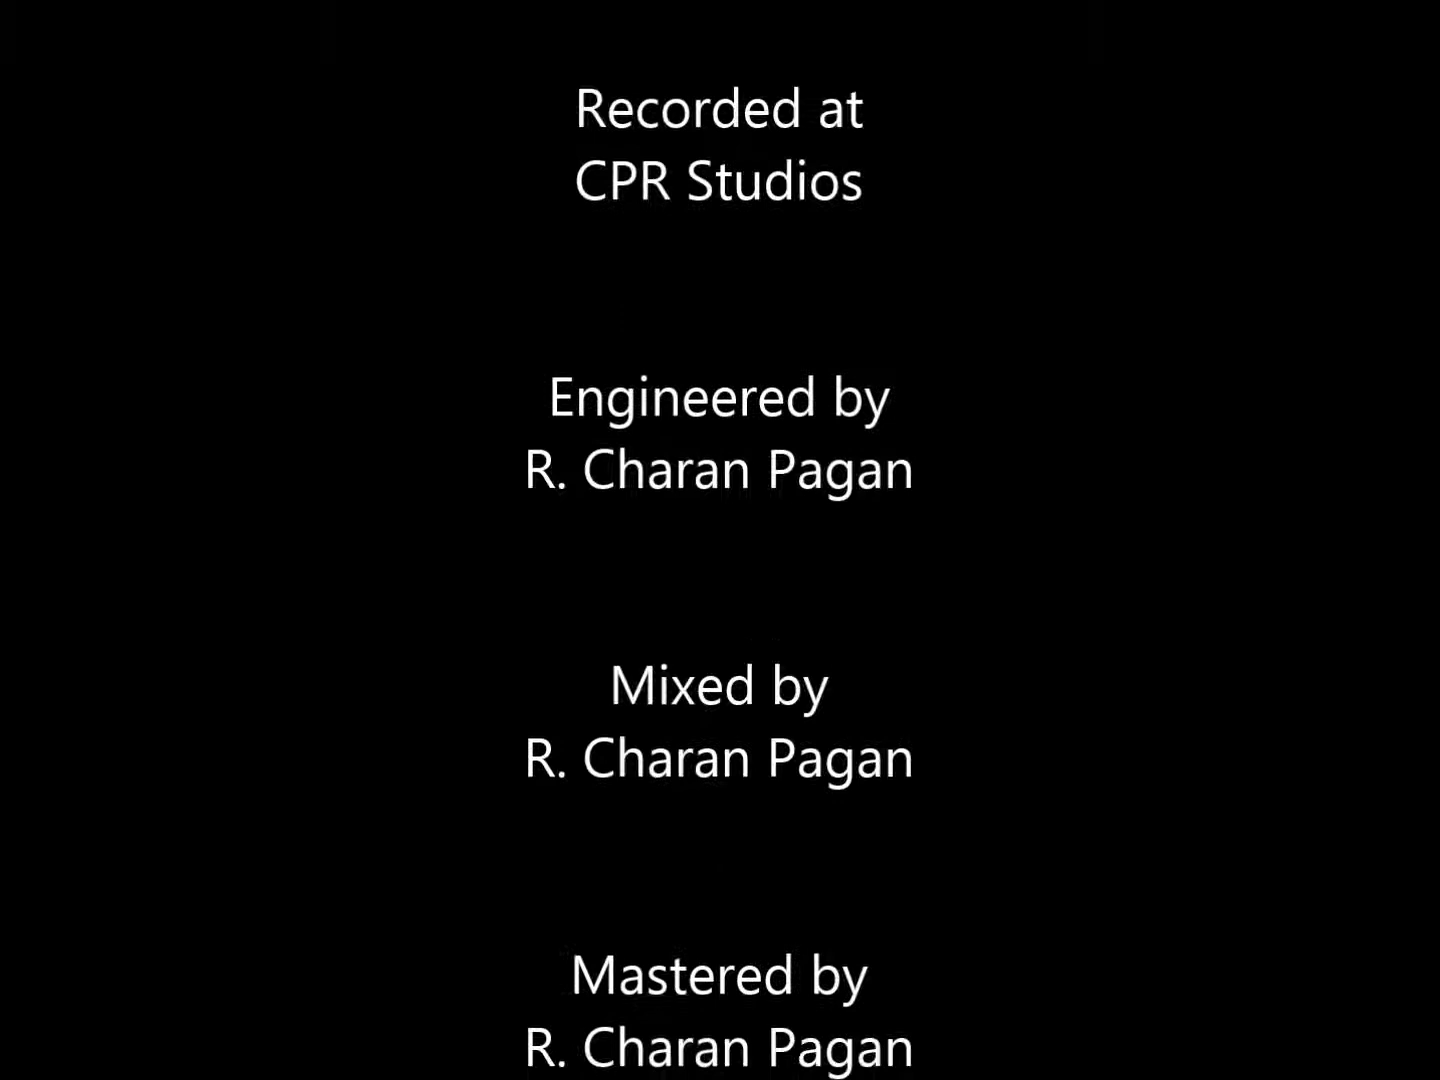 Recorded at
CPR Studios
Engineered by
R. Charan Pagan
Mixed by
R. Charan Pagan
Mastered by
R. Charan Pagan